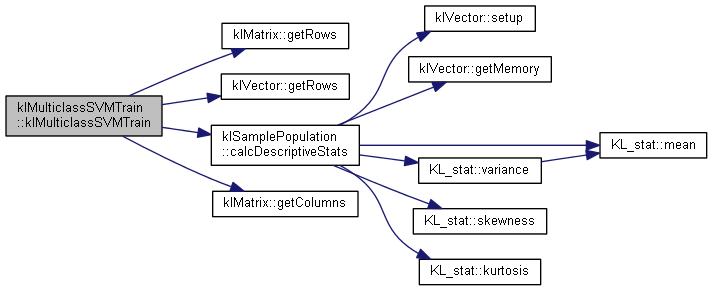 klMulticlassSVMTrain
::klMulticlassSVMTrain
klMatrix::getRows
klVector::getRows
klSamplePopulation
::calcDescriptiveStats
klMatrix::getColumns
klVector::setup
klVector::getMemory
KL_stat::variance
KL_stat::skewness
KL_stat::kurtosis
KL_stat::mean